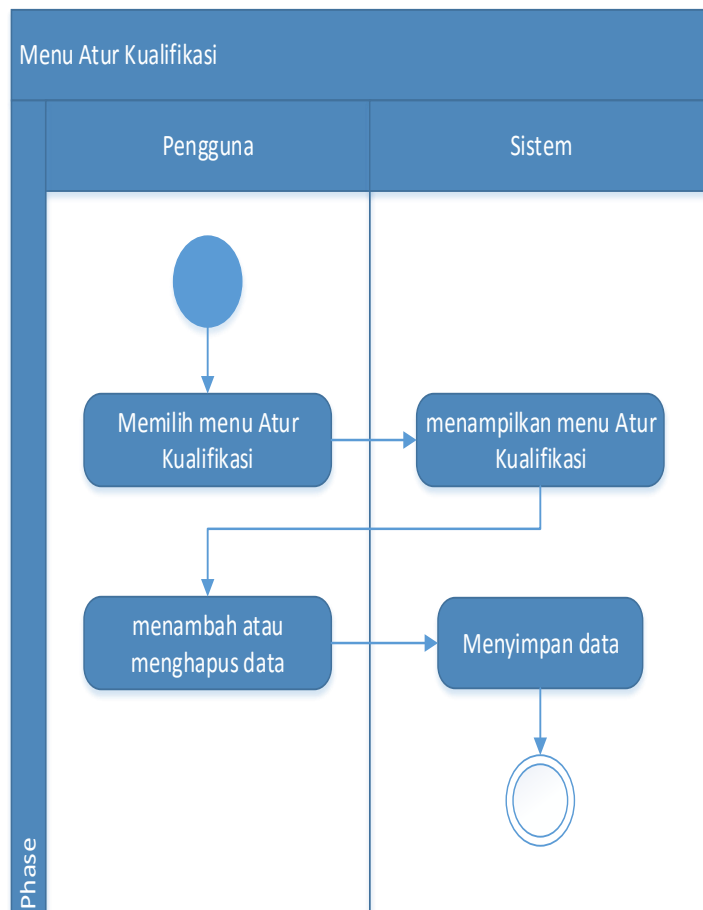 Menu Atur Kualifikasi
Pengguna
Sistem
Memilih menu Atur
Kualifikasi
menampilkan menu Atur
Kualifikasi
menambah atau
menghapus data
Menyimpan data
Phase